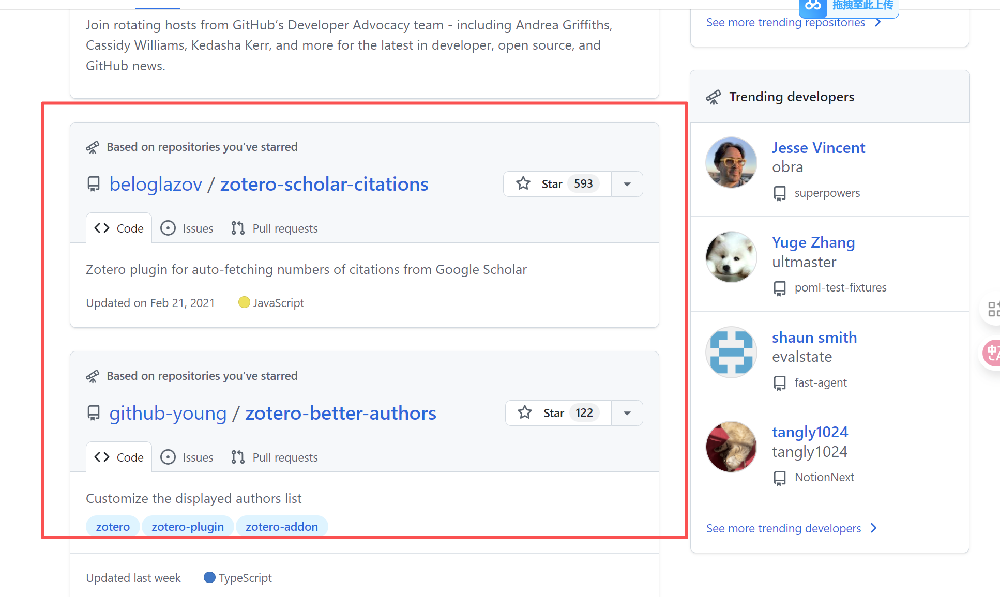 拖拽至此上传
Join rotating hosts from GitHub’s Developer Advocacy team - including Andrea Griffiths,
Cassidy Williams, Kedasha Kerr, and more for the latest in developer, open source, and
GitHub news.
Based on repositories you’ve starred
beloglazov / zotero-scholar-citations
Star 593
Code Issues Pull requests
Zotero plugin for auto-fetching numbers of citations from Google Scholar
Updated on Feb 21, 2021 JavaScript
Based on repositories you’ve starred
github-young / zotero-better-authors
Star 122
Code Issues Pull requests
Customize the displayed authors list
zotero zotero-plugin zotero-addon
Updated last week TypeScript
See more trending repositories
Trending developers
Jesse Vincent
obra
superpowers
Yuge Zhang
ultmaster
poml-test-fixtures
shaun smith
evalstate
fast-agent
tangly1024
tangly1024
NotionNext
See more trending developers